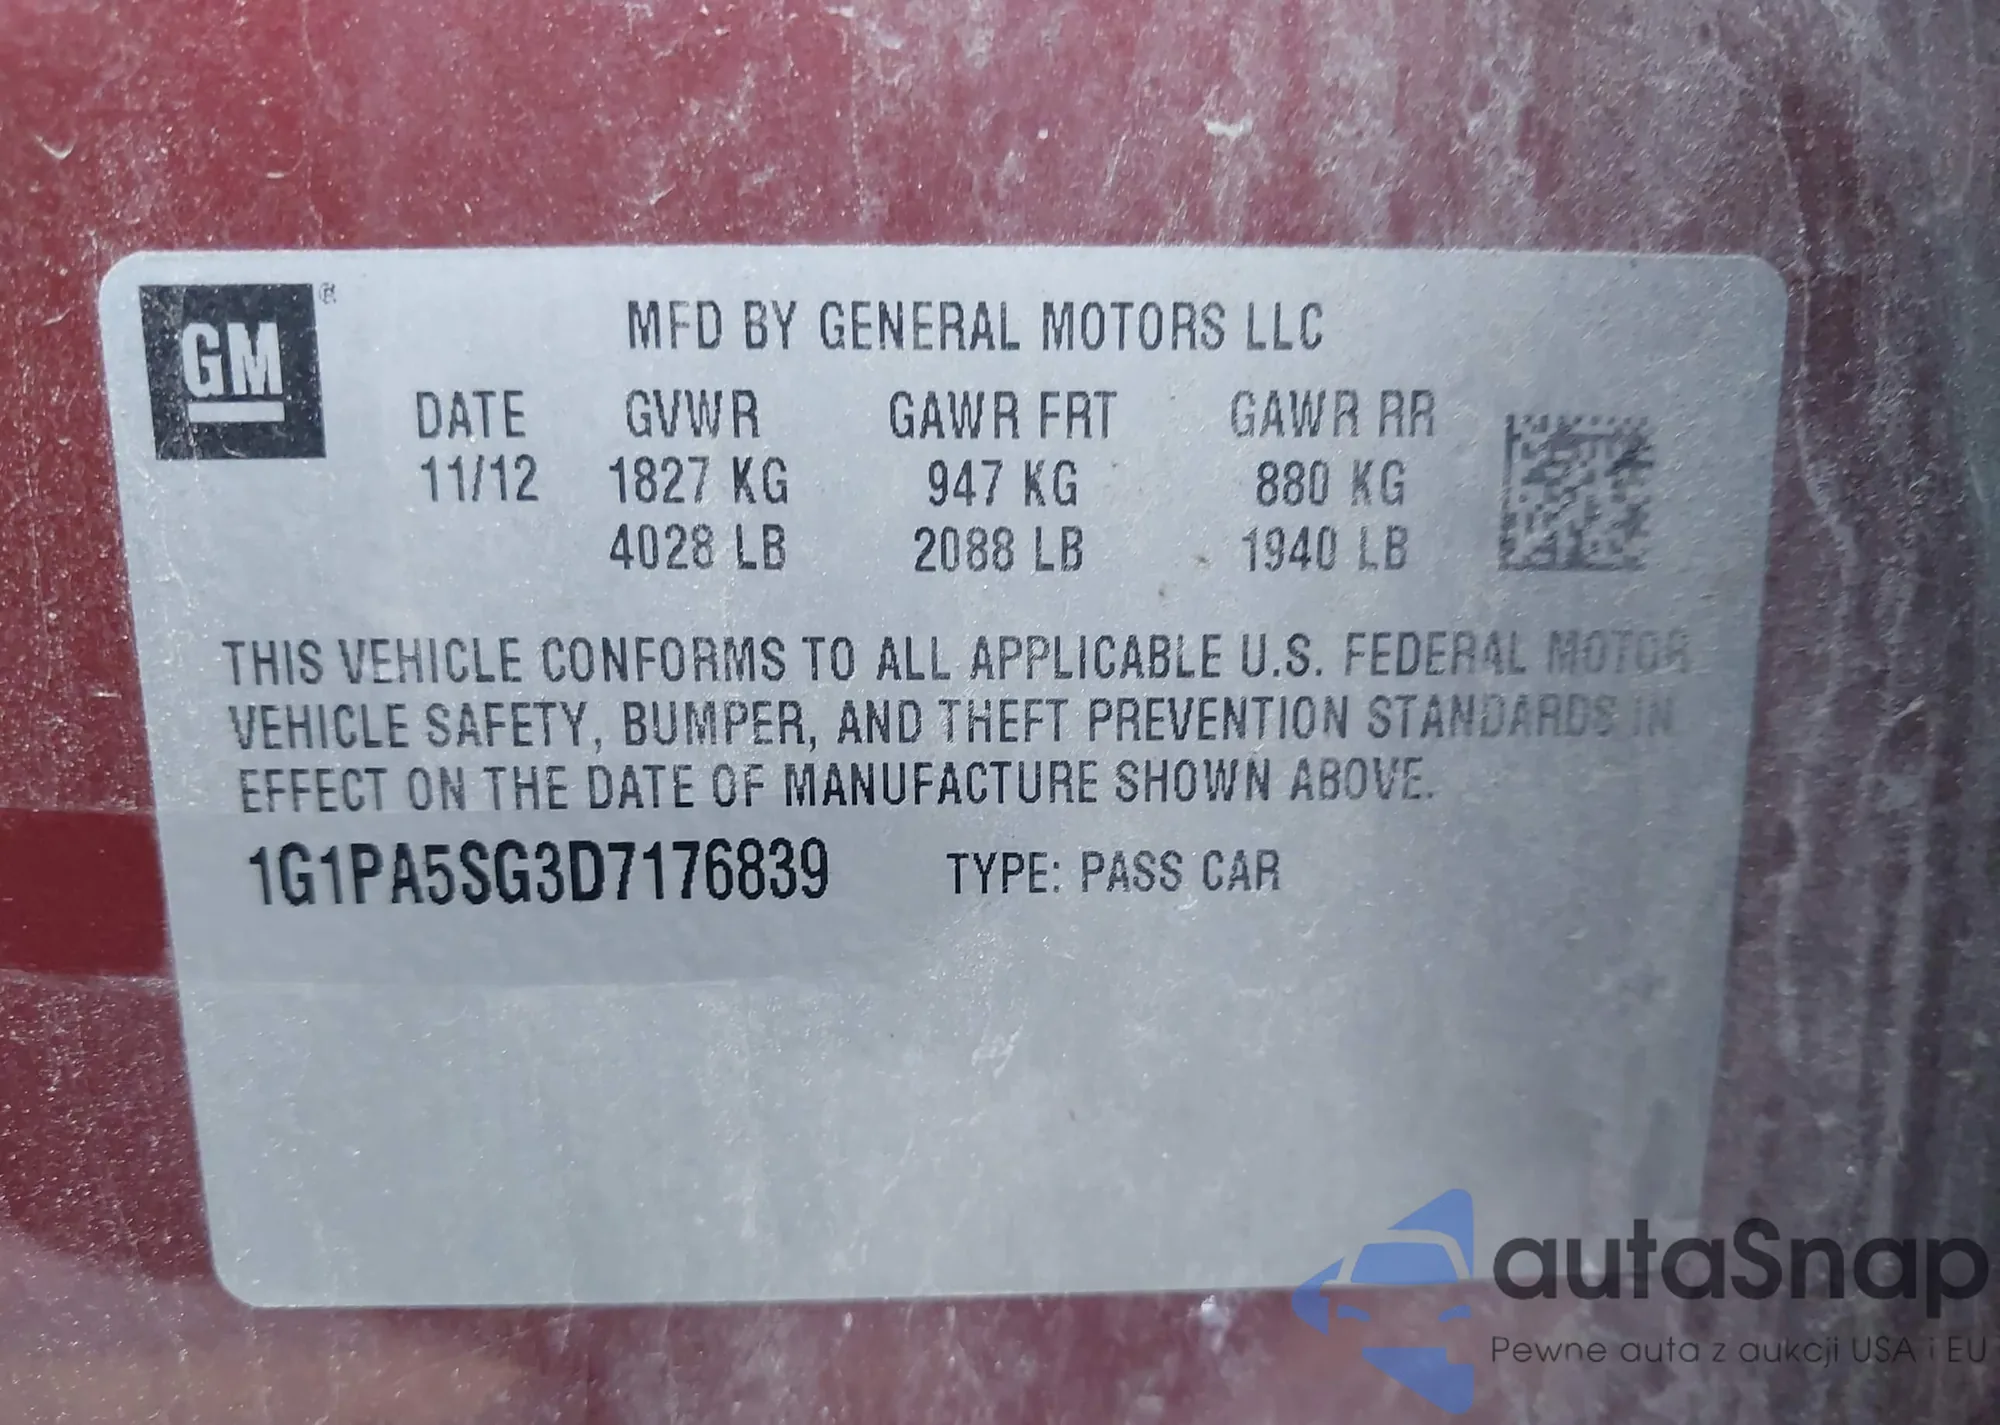 GM ®
MFD BY GENERAL MOTORS LLC
DATE GVWR GAWR FRT GAWR RR
11/12 1827 KG 947 KG 880 KG
4028 LB 2088 LB 1940 LB
THIS VEHICLE CONFORMS TO ALL APPLICABLE U.S. FEDERAL MOTOR
VEHICLE SAFETY, BUMPER, AND THEFT PREVENTION STANDARDS IN
EFFECT ON THE DATE OF MANUFACTURE SHOWN ABOVE.
1G1PA5SG3D7176839 TYPE: PASS CAR
autaSnap
Pewne auta z aukcji USA i EU